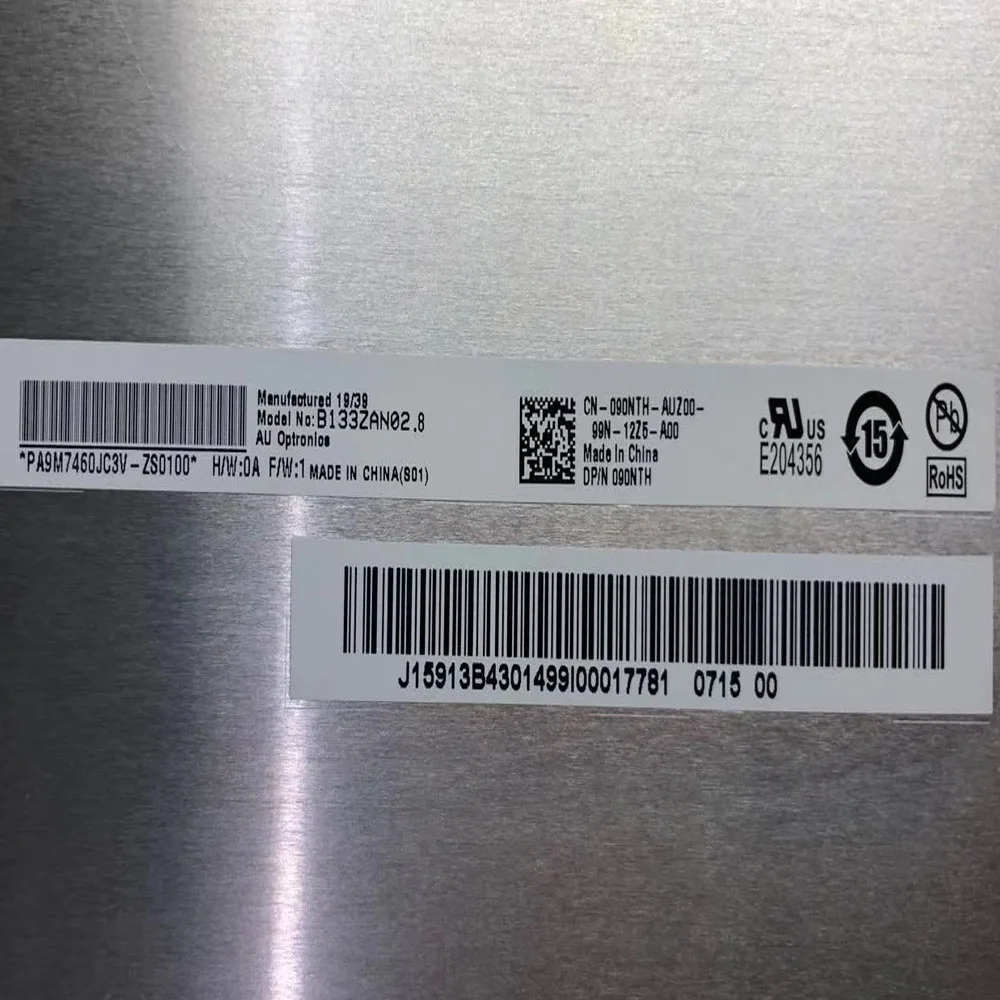 Manufactured 19/39
Model No:B133ZAN02.8
AU Optronics
*PA9M7460JC3V-ZS0100* H/W:0A F/W:1 MADE IN CHINA(S01)
CN-090NTH-AUZ00-
99N-12Z5-A00
Made In China
DP/N 090NTH
C US
E204356
15
Pb
RoHS
J15913B4301499I00017781 0715 00